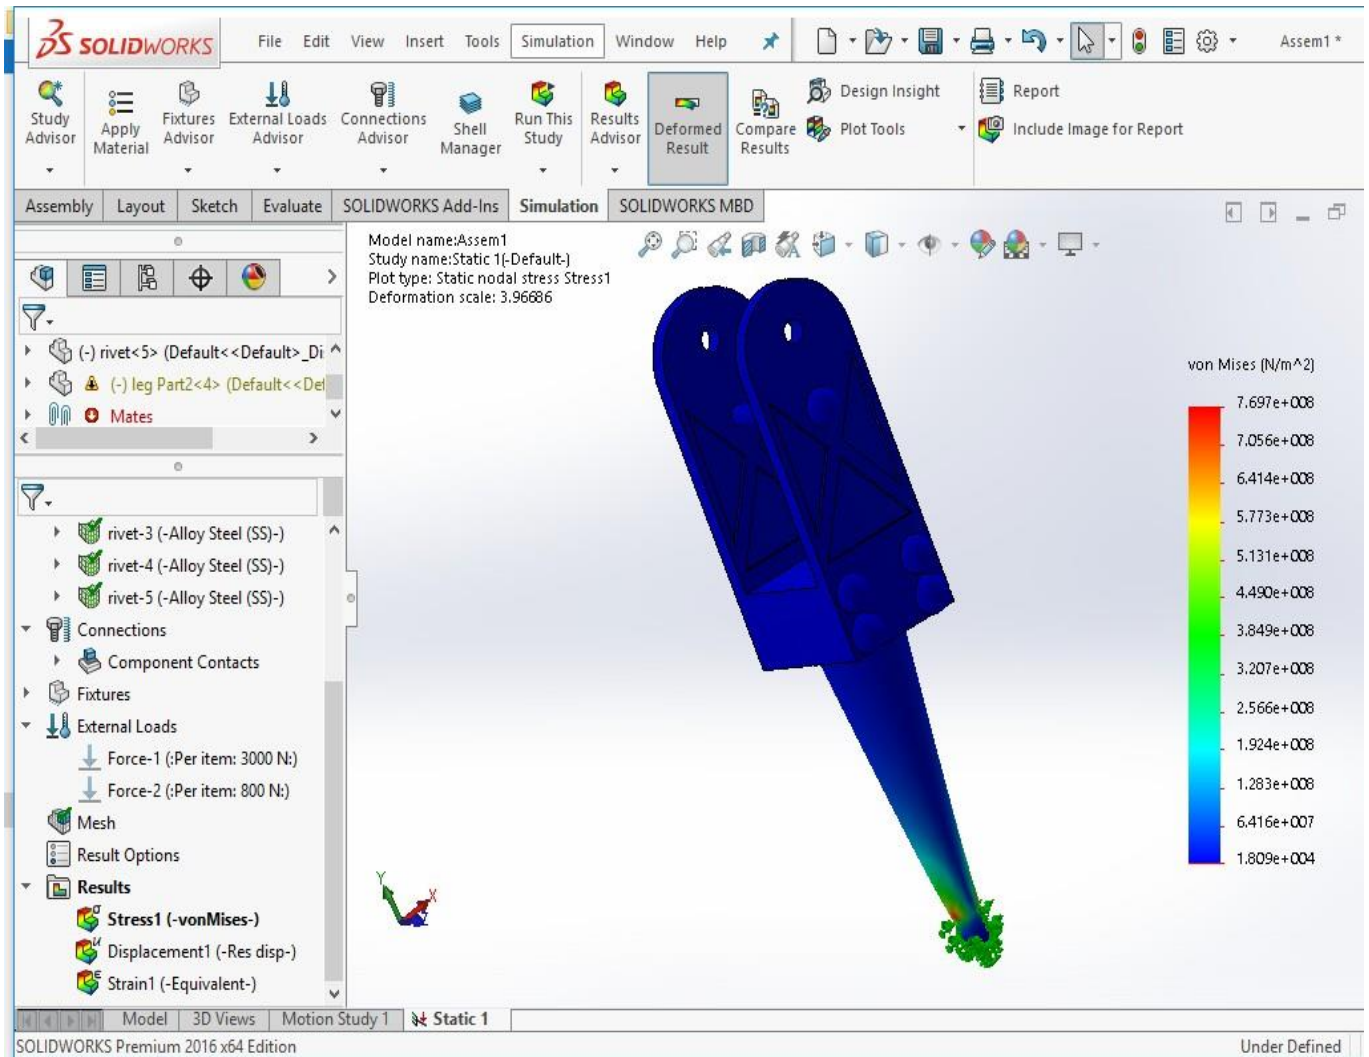 SOLIDWORKS File Edit View Insert Tools Simulation Window Help Assem1 *
Study Advisor
Apply Material
Fixtures Advisor
External Loads Advisor
Connections Advisor
Shell Manager
Run This Study
Results Advisor
Deformed Result
Compare Results
Design Insight
Plot Tools
Report
Include Image for Report
Assembly Layout Sketch Evaluate SOLIDWORKS Add-Ins Simulation SOLIDWORKS MBD
Model name:Assem1
Study name:Static 1(-Default-)
Plot type: Static nodal stress Stress1
Deformation scale: 3.96686
(-) rivet<5> (Default<<Default>_Di
(-) leg Part2<4> (Default<<Def
Mates
rivet-3 (-Alloy Steel (SS)-)
rivet-4 (-Alloy Steel (SS)-)
rivet-5 (-Alloy Steel (SS)-)
Connections
Component Contacts
Fixtures
External Loads
Force-1 (:Per item: 3000 N:)
Force-2 (:Per item: 800 N:)
Mesh
Result Options
Results
Stress1 (-vonMises-)
Displacement1 (-Res disp-)
Strain1 (-Equivalent-)
von Mises (N/m^2)
7.697e+008
7.056e+008
6.414e+008
5.773e+008
5.131e+008
4.490e+008
3.849e+008
3.207e+008
2.566e+008
1.924e+008
1.283e+008
6.416e+007
1.809e+004
Y
X
Model 3D Views Motion Study 1 Static 1
SOLIDWORKS Premium 2016 x64 Edition Under Defined